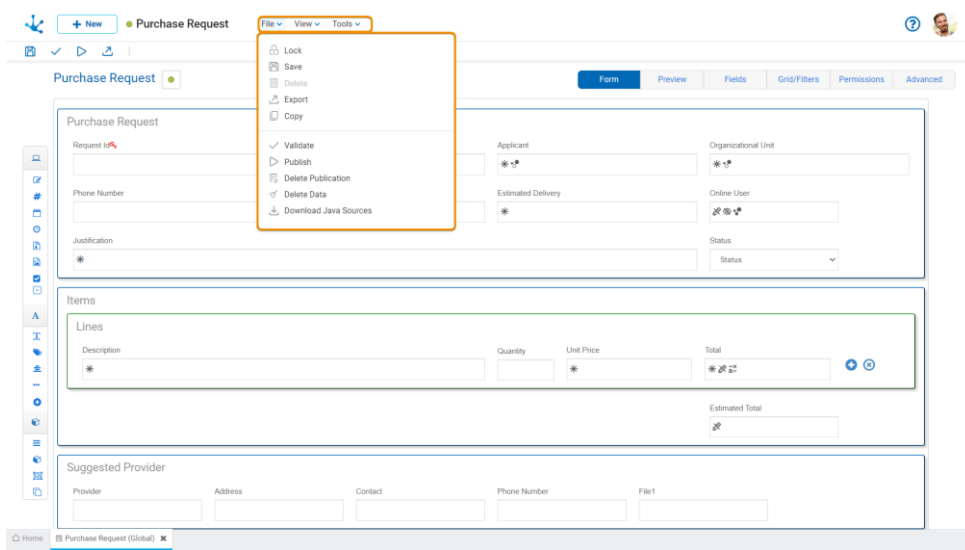 + New
Purchase Request
File
View
Tools
Lock
Save
Delete
Export
Copy
Validate
Publish
Delete Publication
Delete Data
Download Java Sources
Purchase Request
Form
Preview
Fields
Grid/Filters
Permissions
Advanced
Purchase Request
Request Id
Applicant
Organizational Unit
Phone Number
Estimated Delivery
Online User
Justification
Status
Status
Items
Lines
Description
Quantity
Unit Price
Total
Estimated Total
Suggested Provider
Provider
Address
Contact
Phone Number
File1
Home
Purchase Request (Global)